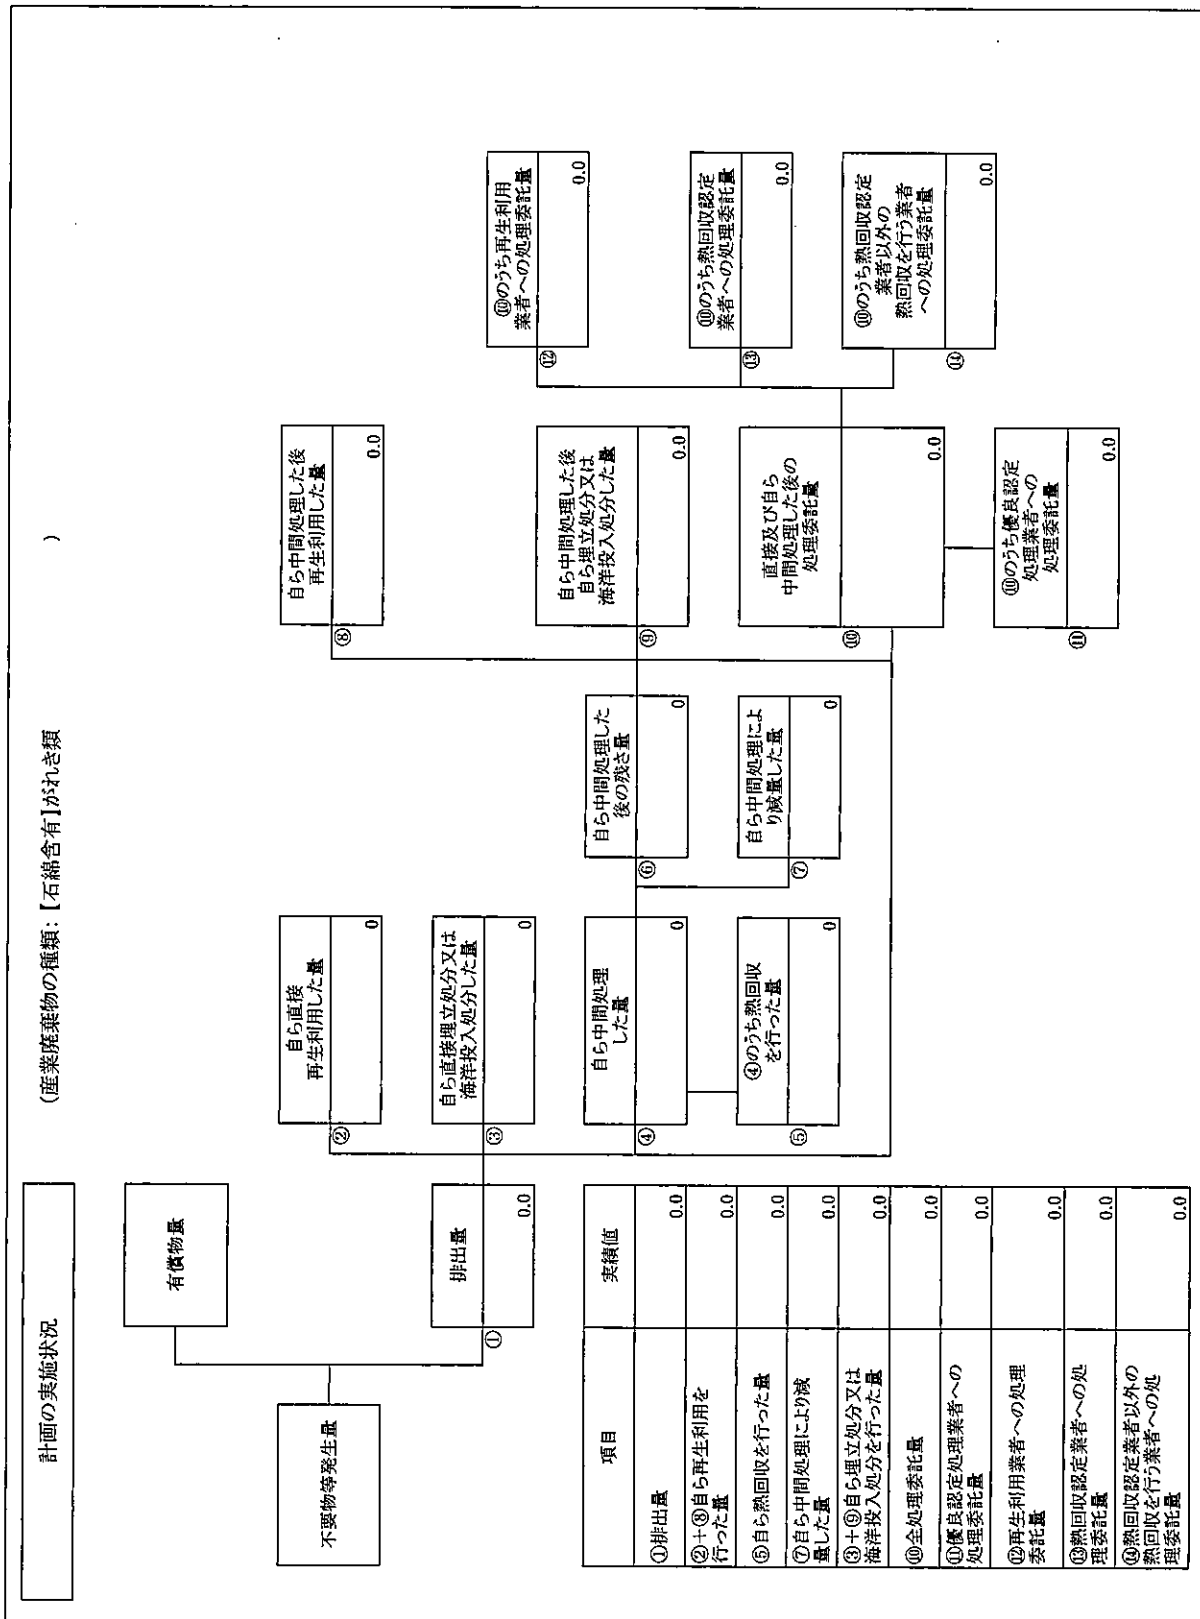 計画の実施状況
(産業廃棄物の種類:【石綿含有】がれき類
)
不要物等発生量
有償物量
①
排出量
0.0
②
自ら直接
再生利用した量
0
③
自ら直接埋立処分又は
海洋投入処分した量
0
④
自ら中間処理
した量
0
⑤
④のうち熱回収
を行った量
0
⑥
自ら中間処理した
後の残さ量
0
⑦
自ら中間処理によ
り減量した量
0
⑧
自ら中間処理した後
再生利用した量
0.0
⑨
自ら中間処理した後
自ら埋立処分又は
海洋投入処分した量
0.0
⑩
直接及び自ら
中間処理した後の
処理委託量
0.0
⑪
⑩のうち優良認定
処理業者への
処理委託量
0.0
⑫
⑩のうち再生利用
業者への処理委託量
0.0
⑬
⑩のうち熱回収認定
業者への処理委託量
0.0
⑭
⑩のうち熱回収認定
業者以外の
熱回収を行う業者
への処理委託量
0.0
項目 実績値
①排出量 0.0
②+⑧自ら再生利用を
行った量 0.0
⑤自ら熱回収を行った量 0.0
⑦自ら中間処理により減
量した量 0.0
③+⑨自ら埋立処分又は
海洋投入処分を行った量 0.0
⑩全処理委託量 0.0
⑪優良認定処理業者への
処理委託量 0.0
⑫再生利用業者への処理
委託量 0.0
⑬熱回収認定業者への処
理委託量 0.0
⑭熱回収認定業者以外の
熱回収を行う業者への処
理委託量 0.0